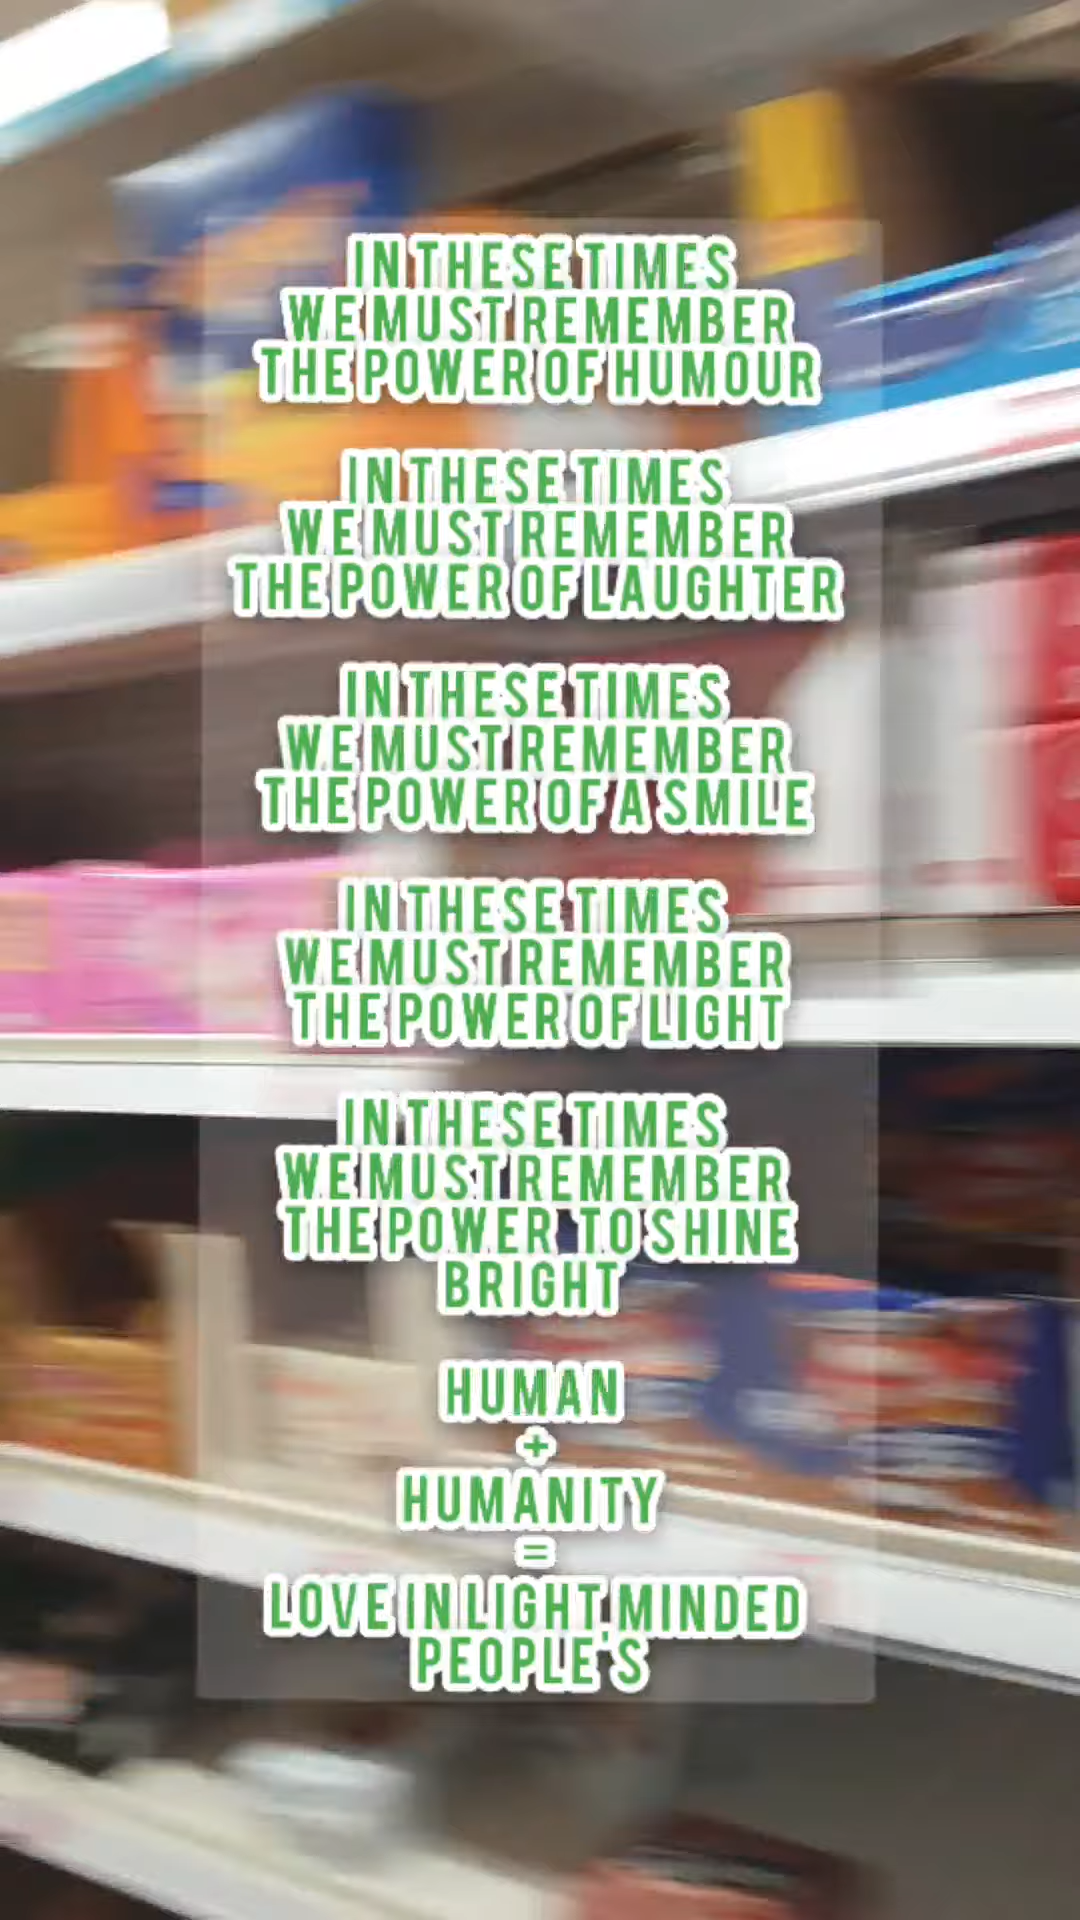 IN THESE TIMES
WE MUST REMEMBER
THE POWER OF HUMOUR
IN THESE TIMES
WE MUST REMEMBER
THE POWER OF LAUGHTER
IN THESE TIMES
WE MUST REMEMBER
THE POWER OF A SMILE
IN THESE TIMES
WE MUST REMEMBER
THE POWER OF LIGHT
IN THESE TIMES
WE MUST REMEMBER
THE POWER TO SHINE
BRIGHT
HUMAN
+
HUMANITY
=
LOVE IN LIGHT MINDED
PEOPLE'S